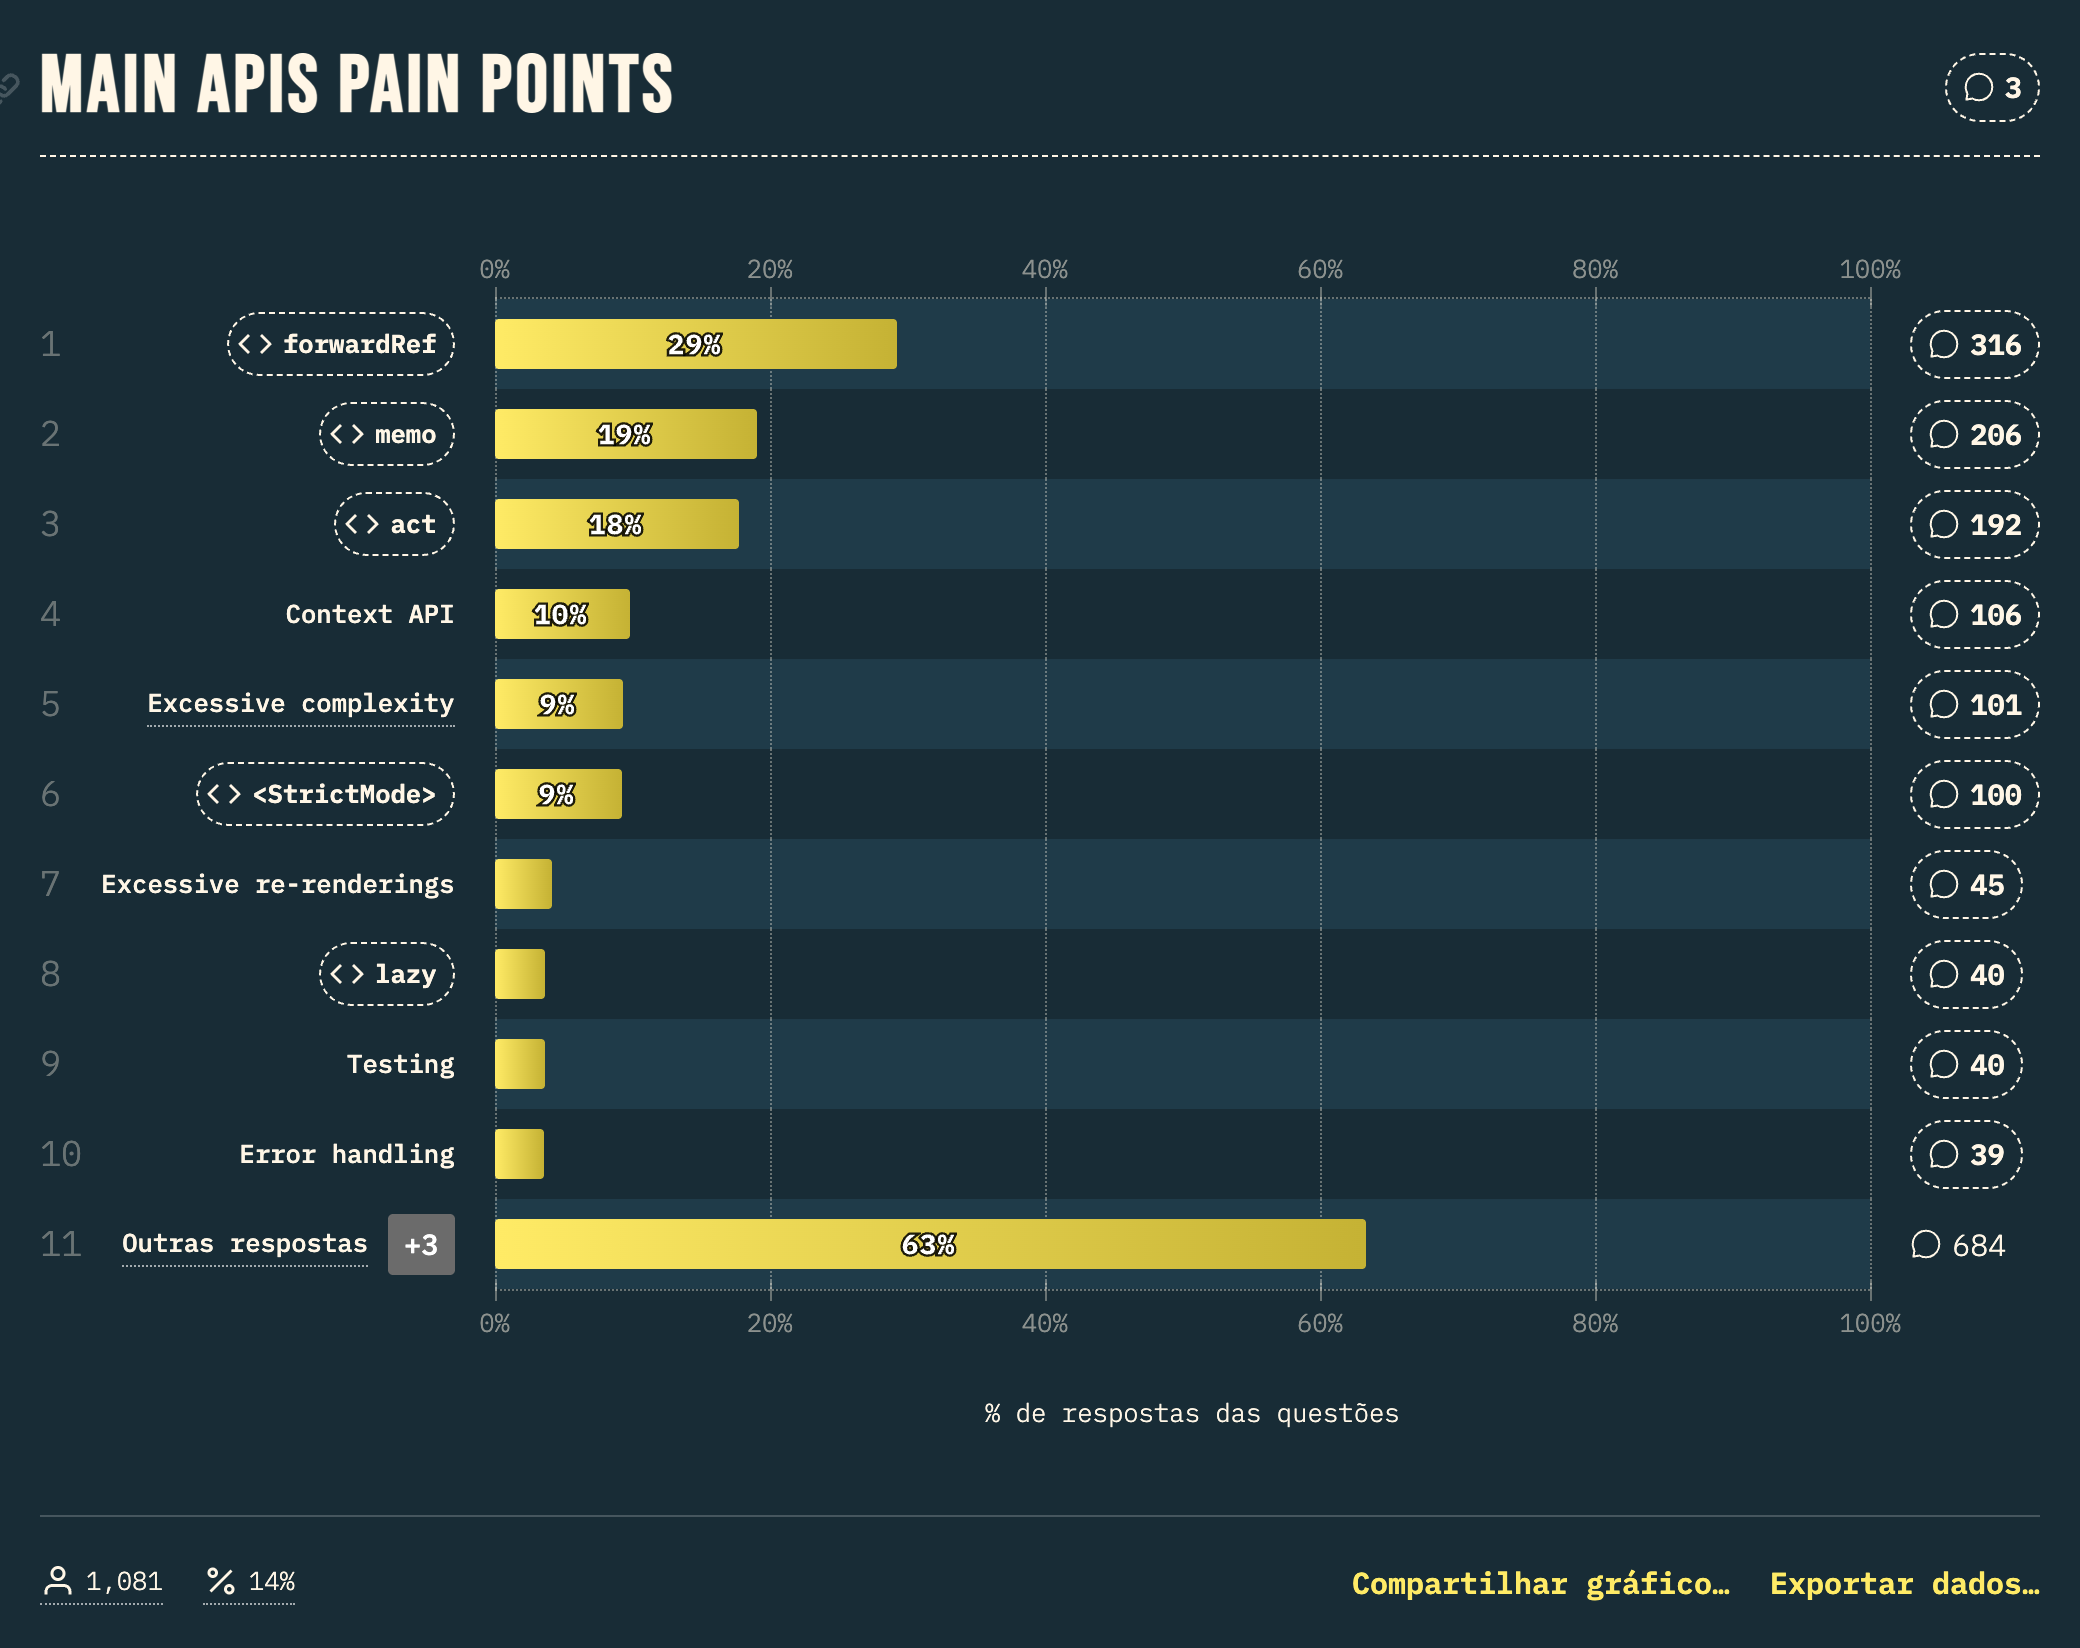 MAIN APIS PAIN POINTS
3
0% 20% 40% 60% 80% 100%
1 <> forwardRef 29% 316
2 <> memo 19% 206
3 <> act 18% 192
4 Context API 10% 106
5 Excessive complexity 9% 101
6 <> <StrictMode> 9% 100
7 Excessive re-renderings 45
8 <> lazy 40
9 Testing 40
10 Error handling 39
11 Outras respostas +3 63% 684
0% 20% 40% 60% 80% 100%
% de respostas das questões
1,081 % 14% Compartilhar gráfico… Exportar dados…